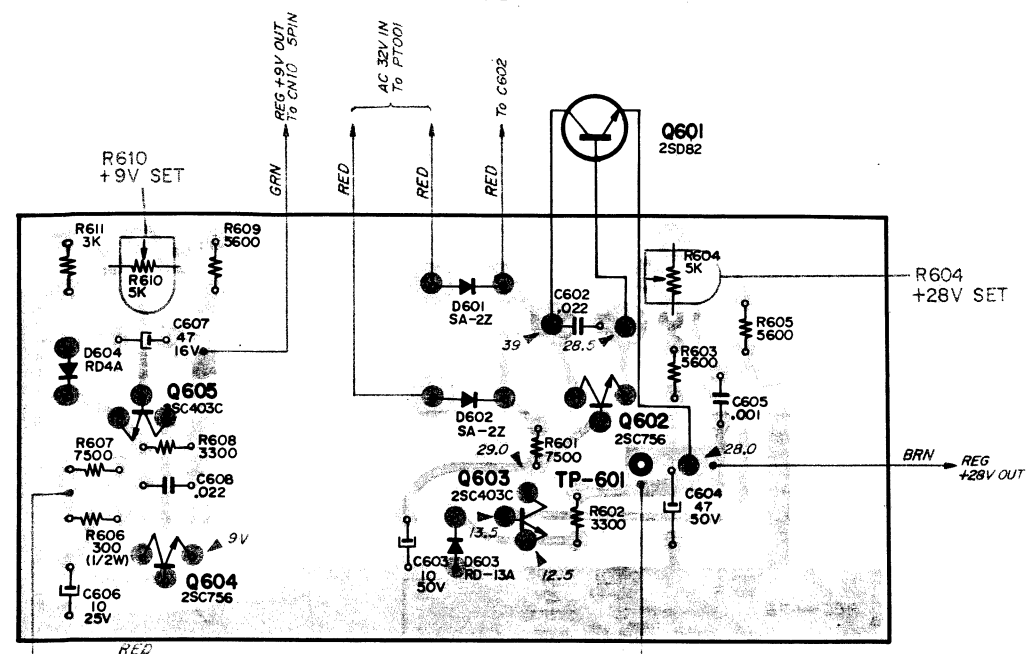 REG +9V OUT
To CN10 5PIN
AC 32V IN
To PT001
To C602
GRN
RED
RED
RED
Q601
2SD82
R610
+9V SET
R611
3K
R610
5K
R609
5600
R604
5K
R604
+28V SET
D601
SA-2Z
C602
.022
39
28.5
R605
5600
R603
5600
C607
47
16V
D604
RD4A
Q605
2SC403C
D602
SA-2Z
Q602
2SC756
C605
.001
R607
7500
R608
3300
R601
7500
29.0
28.0
BRN
REG
+28V OUT
C608
.022
Q603
2SC403C
TP-601
C604
47
50V
R602
3300
13.5
12.5
R606
300
(1/2W)
9V
Q604
2SC756
C603
10
50V
D603
RD-13A
C606
10
25V
RED